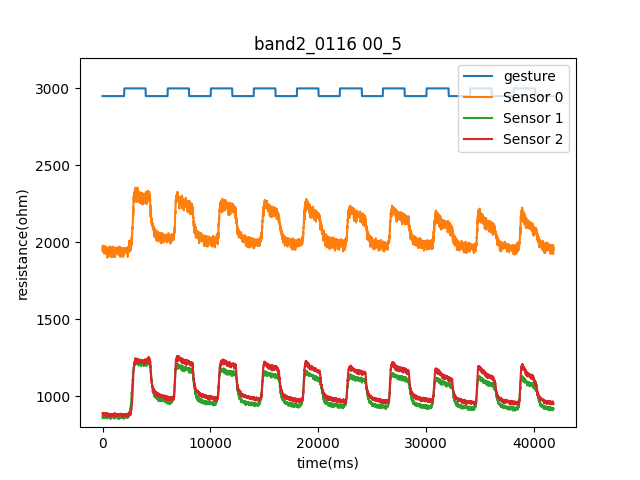 band2_0116 00_5
gesture
Sensor 0
Sensor 1
Sensor 2
3000
2500
2000
1500
1000
resistance(ohm)
0
10000
20000
30000
40000
time(ms)